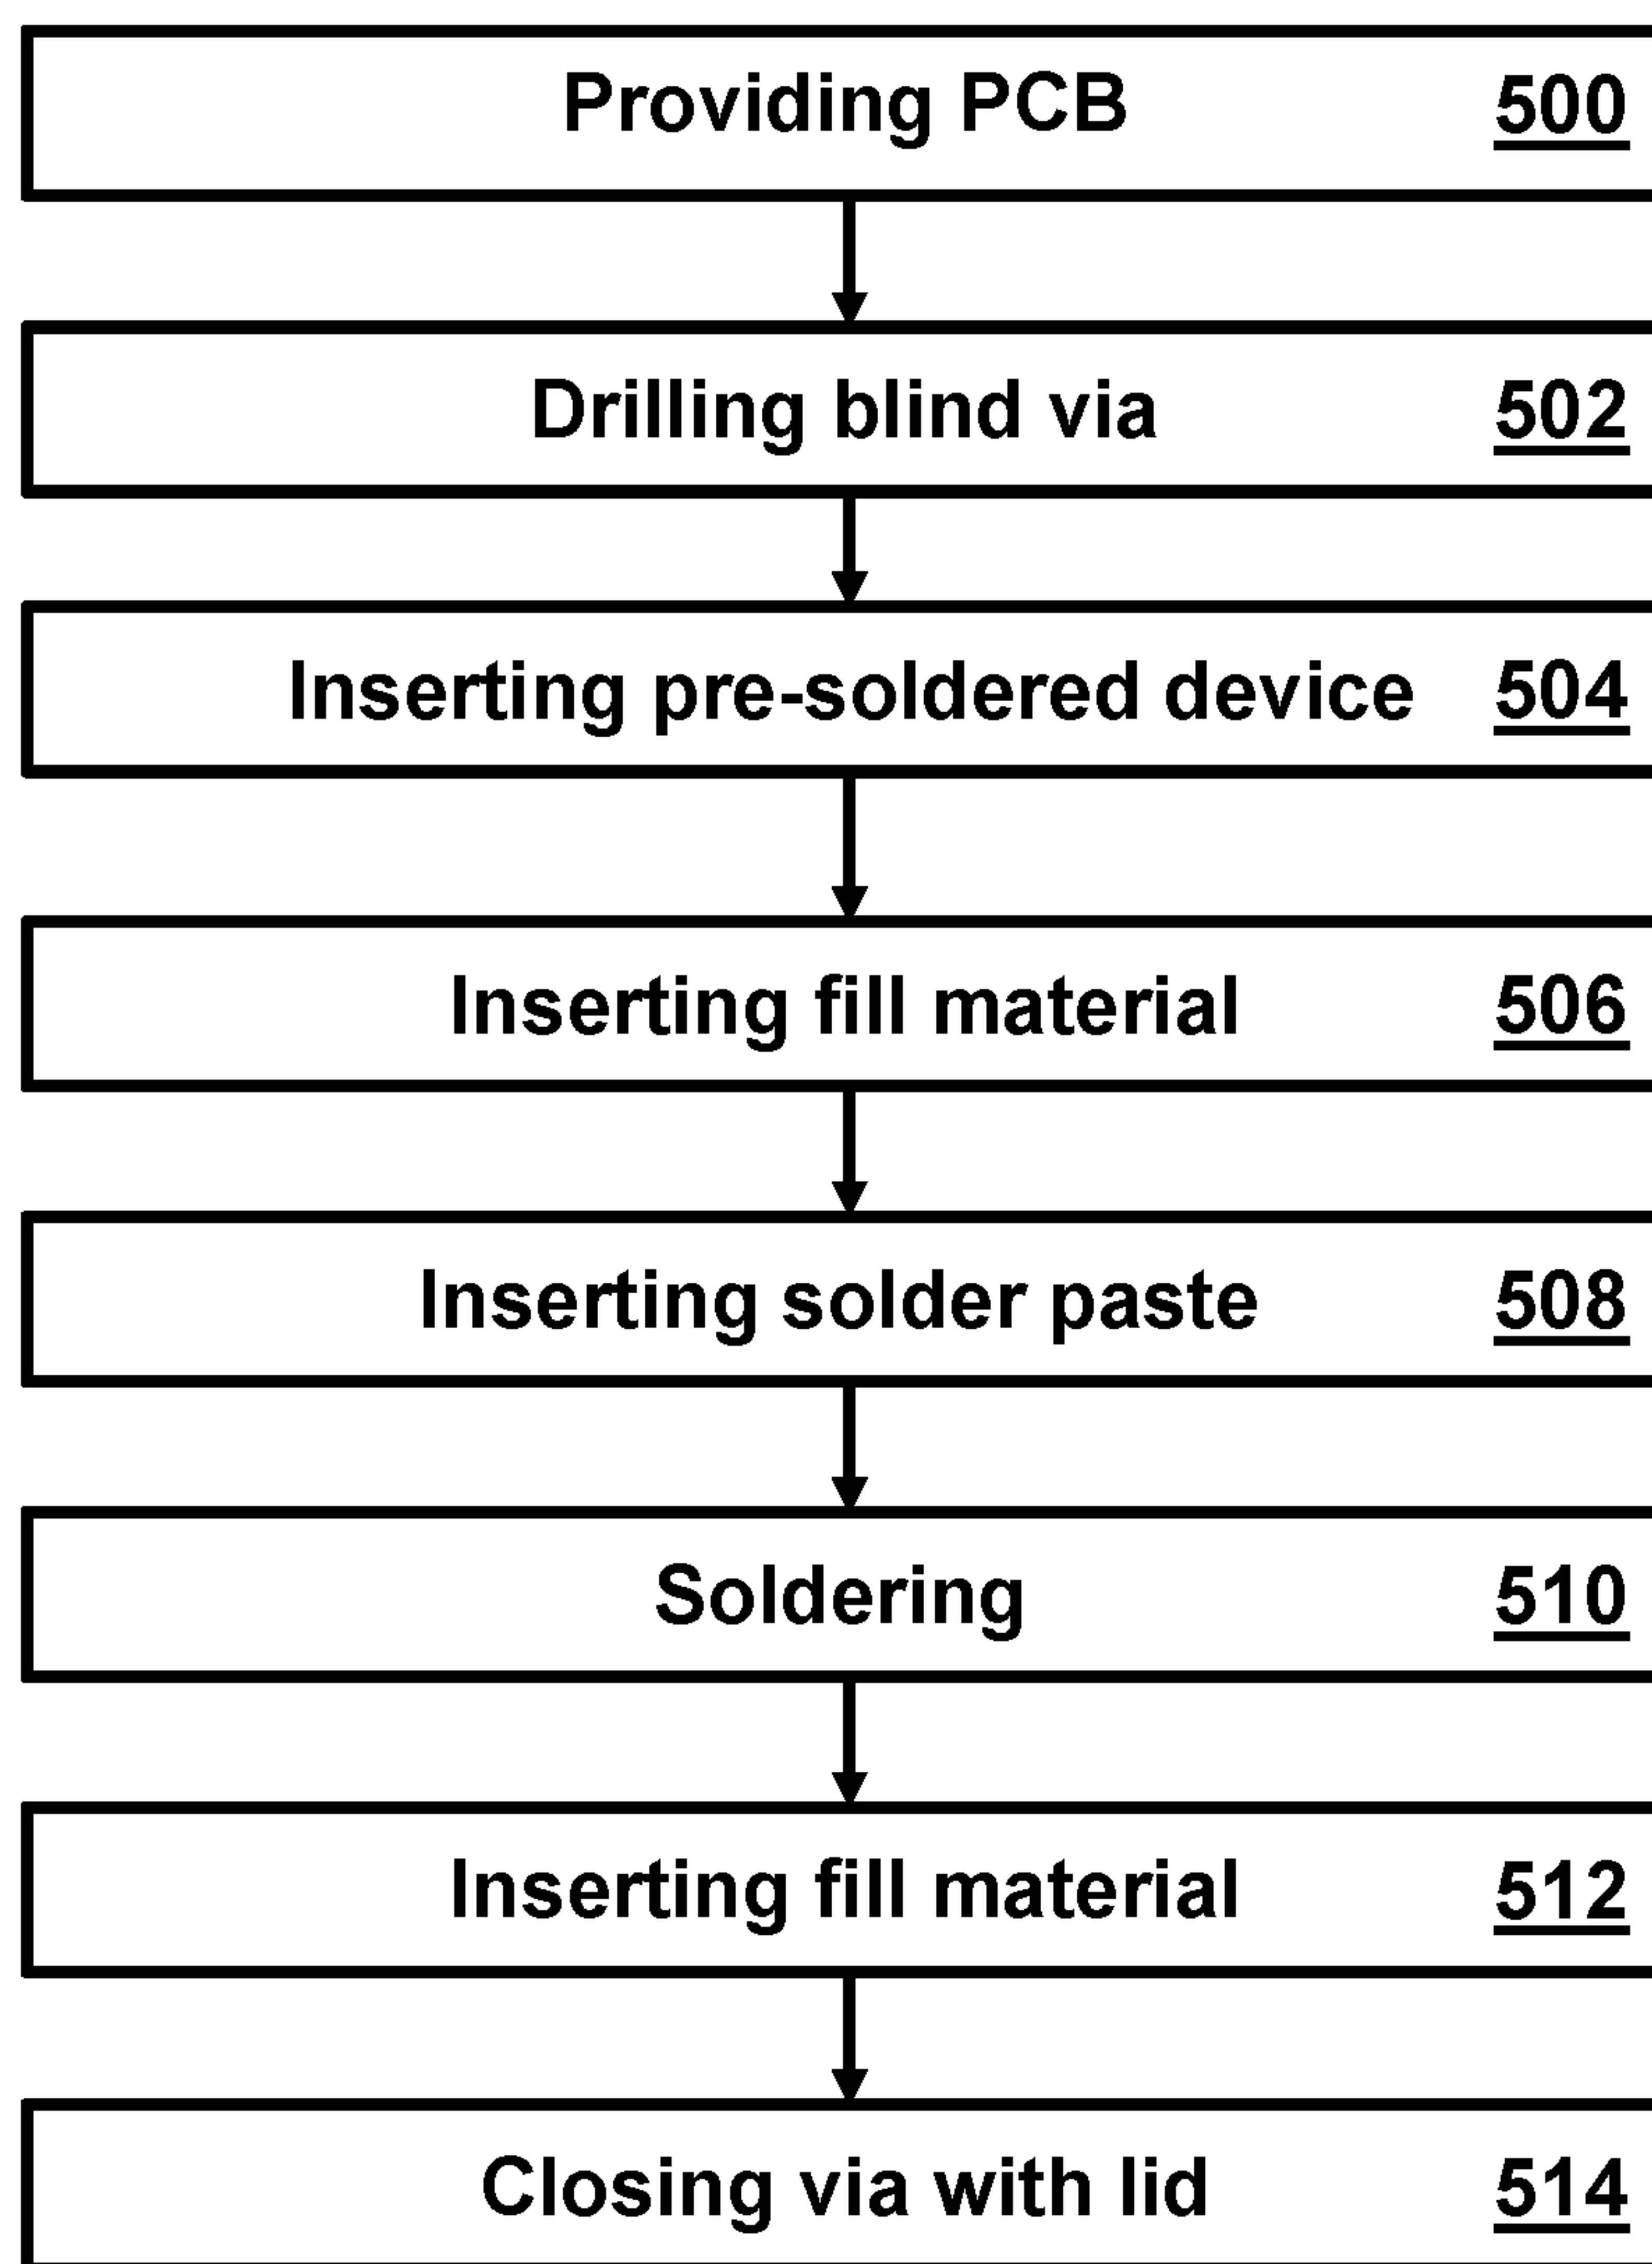 Providing PCB 500
Drilling blind via 502
Inserting pre-soldered device 504
Inserting fill material 506
Inserting solder paste 508
Soldering 510
Inserting fill material 512
Closing via with lid 514